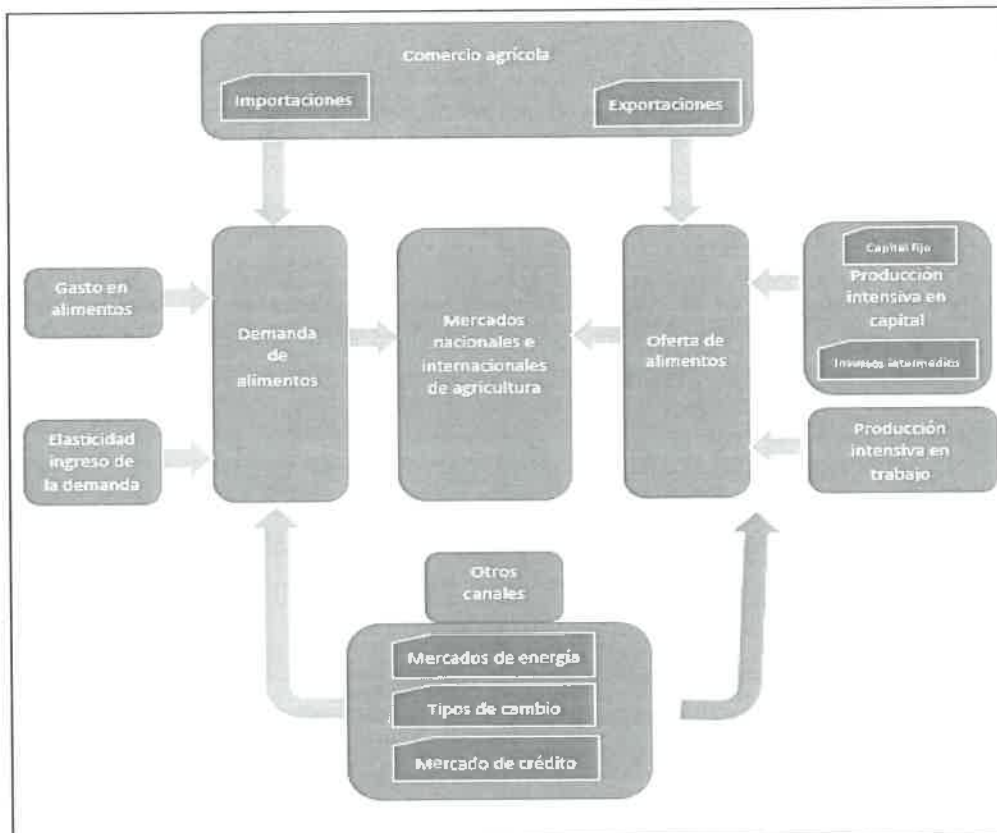 Comercio agrícola
Importaciones
Exportaciones
Gasto en
alimentos
Elasticidad
ingreso de
la demanda
Demanda
de
alimentos
Mercados
nacionales e
internacionales
de agricultura
Oferta de
alimentos
Capital fijo
Producción
intensiva en
capital
Insumos intermedios
Producción
intensiva en
trabajo
Otros
canales
Mercados de energía
Tipos de cambio
Mercado de crédito